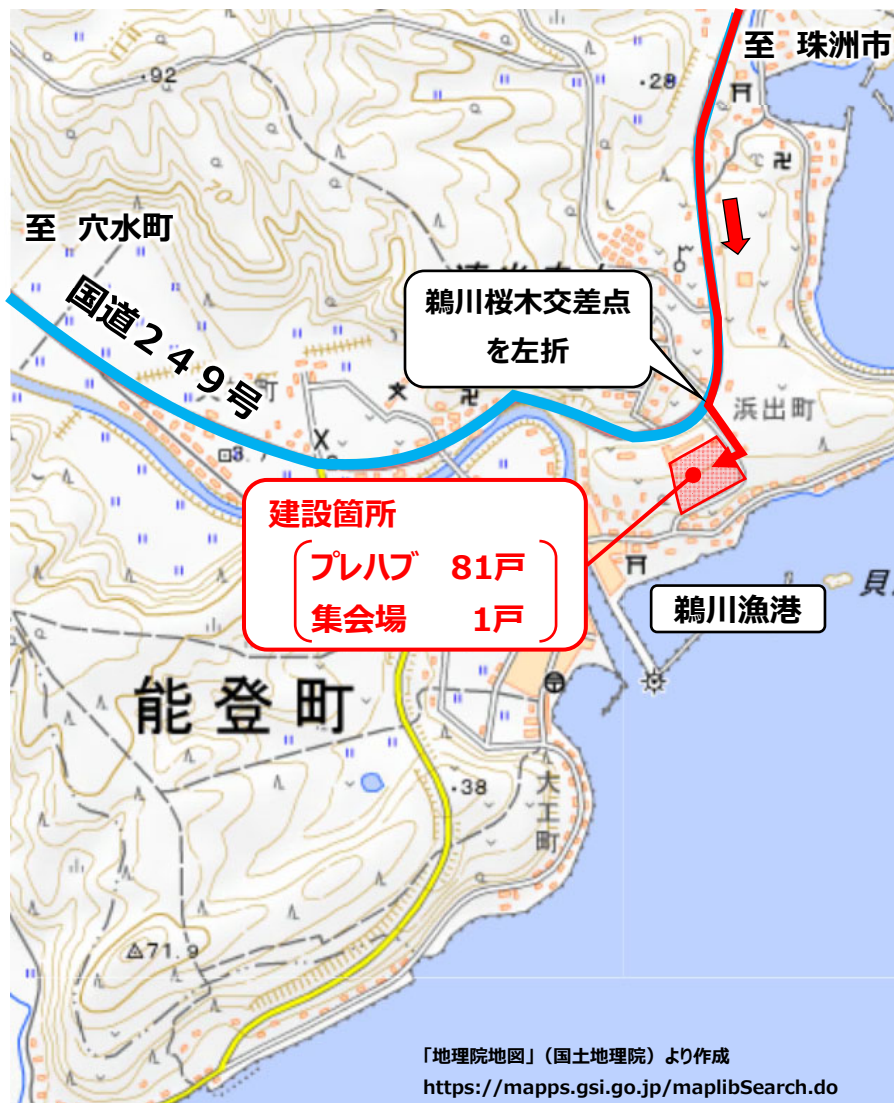 至 珠洲市
・92
・29
70
至 穴水町
国道249号
鵜川桜木交差点
を左折
浜出町
3.
建設箇所
プレハブ 81戸
集会場 1戸
鵜川漁港
能登町
・38
大工町
71.9
「地理院地図」（国土地理院）より作成
https://mapps.gsi.go.jp/maplibSearch.do